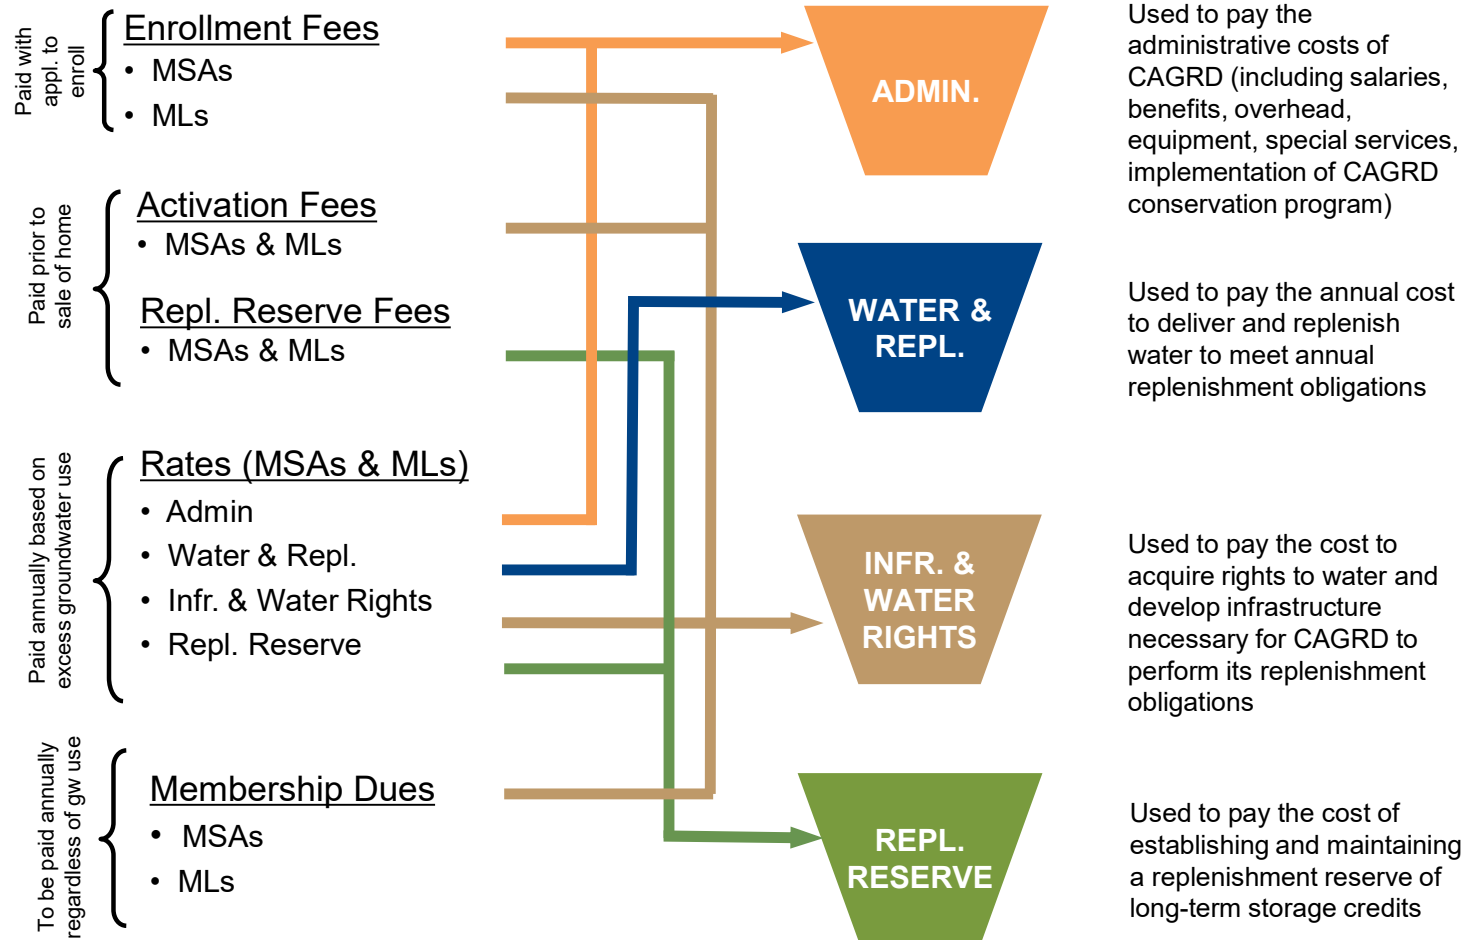 Paid with
appl. to
enroll
Enrollment Fees
• MSAs
• MLs
Paid prior to
sale of home
Activation Fees
• MSAs & MLs
Repl. Reserve Fees
• MSAs & MLs
Paid annually based on
excess groundwater use
Rates (MSAs & MLs)
• Admin
• Water & Repl.
• Infr. & Water Rights
• Repl. Reserve
To be paid annually
regardless of gw use
Membership Dues
• MSAs
• MLs
ADMIN.
WATER &
REPL.
INFR. &
WATER
RIGHTS
REPL.
RESERVE
Used to pay the
administrative costs of
CAGRD (including salaries,
benefits, overhead,
equipment, special services,
implementation of CAGRD
conservation program)
Used to pay the annual cost
to deliver and replenish
water to meet annual
replenishment obligations
Used to pay the cost to
acquire rights to water and
develop infrastructure
necessary for CAGRD to
perform its replenishment
obligations
Used to pay the cost of
establishing and maintaining
a replenishment reserve of
long-term storage credits